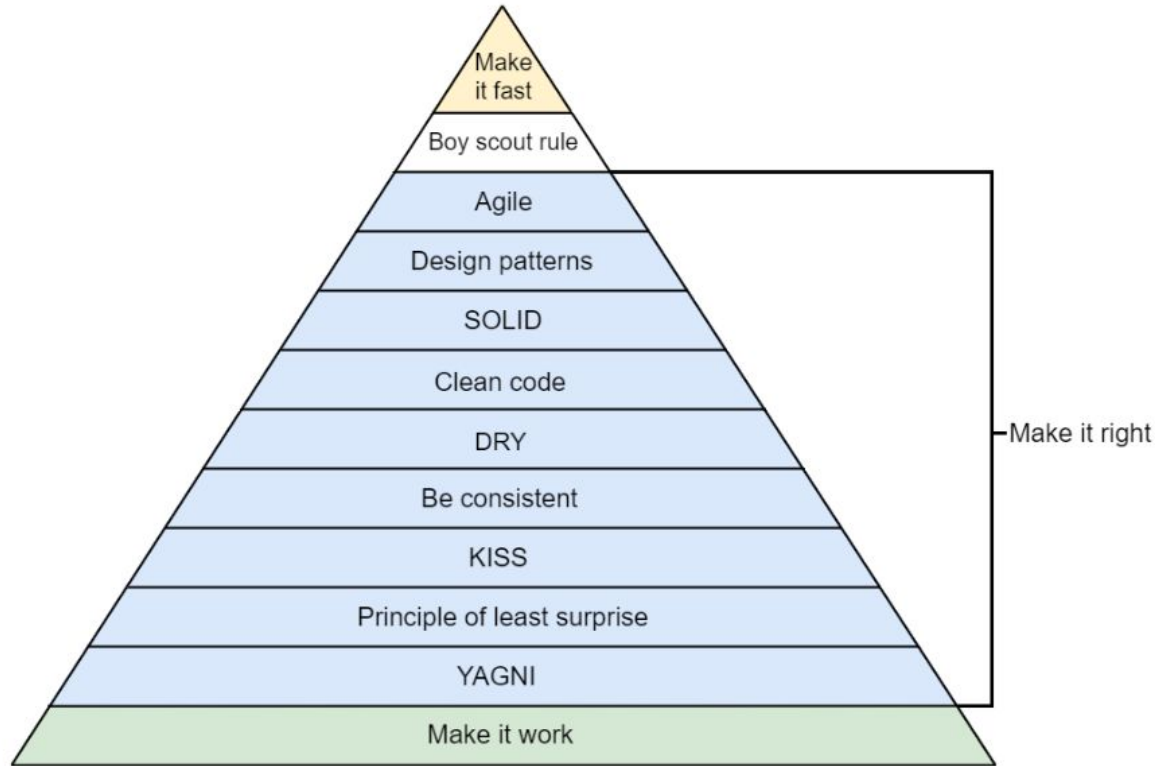 Make
it fast
Boy scout rule
Agile
Design patterns
SOLID
Clean code
DRY
Make it right
Be consistent
KISS
Principle of least surprise
YAGNI
Make it work